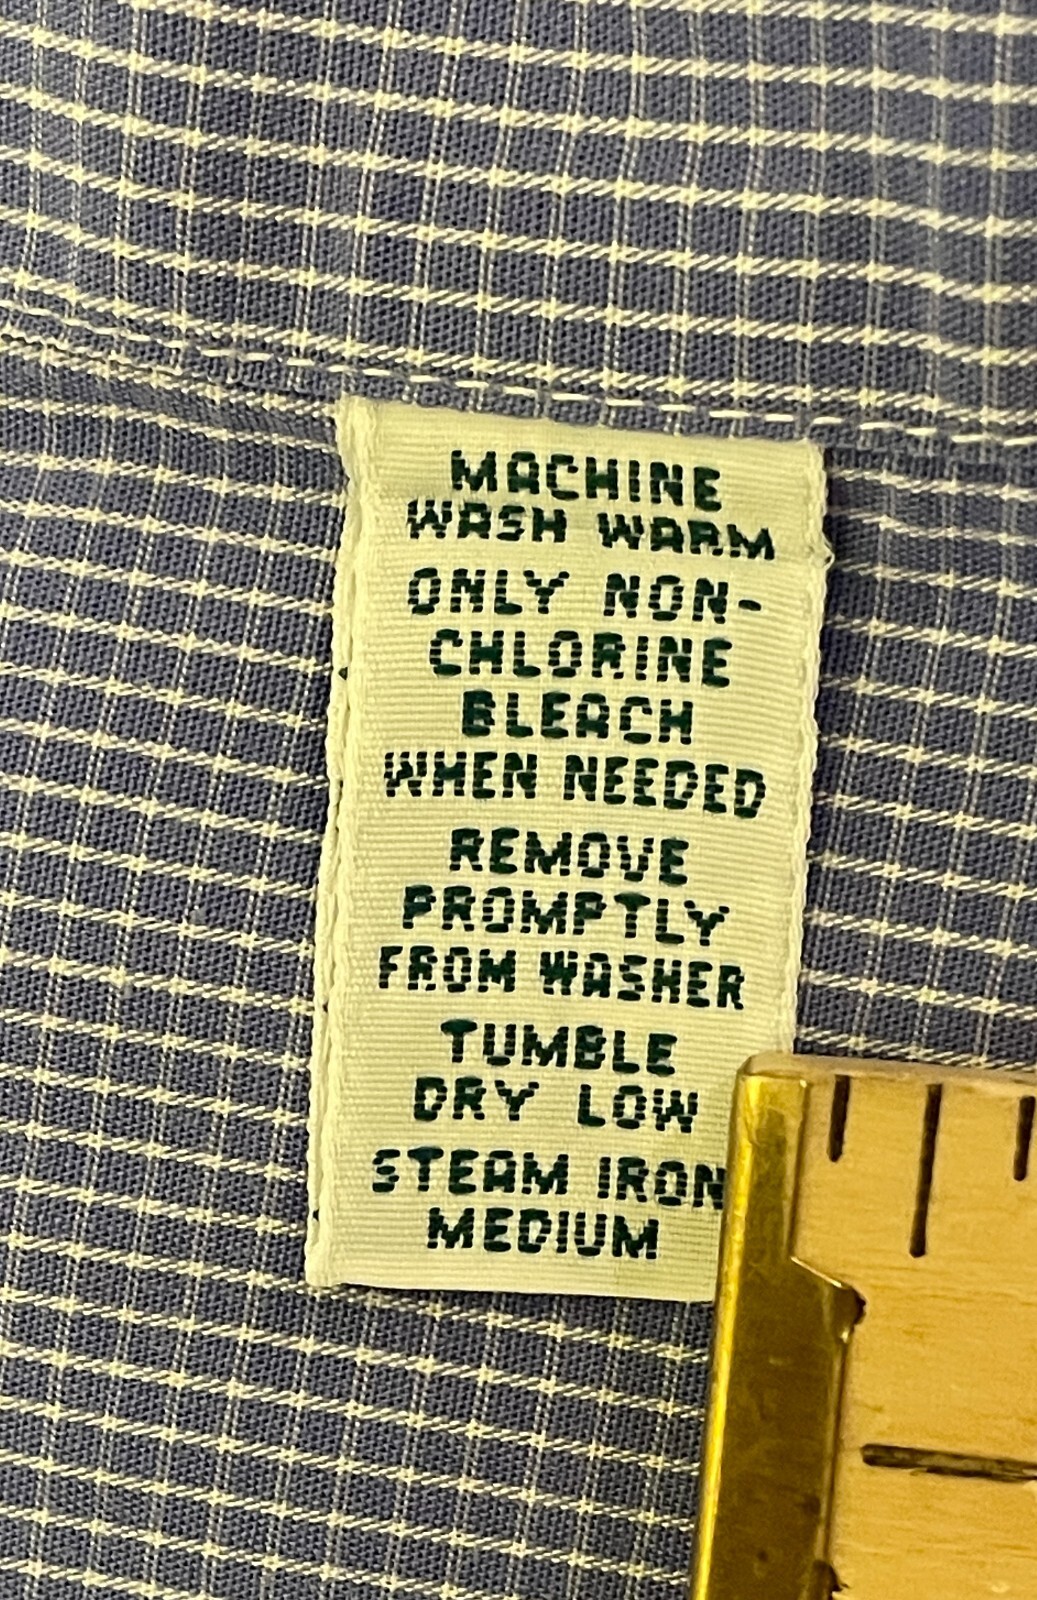 MACHINE
WASH WARM
ONLY NON-
CHLORINE
BLEACH
WHEN NEEDED
REMOVE
PROMPTLY
FROM WASHER
TUMBLE
DRY LOW
STEAM IRON
MEDIUM